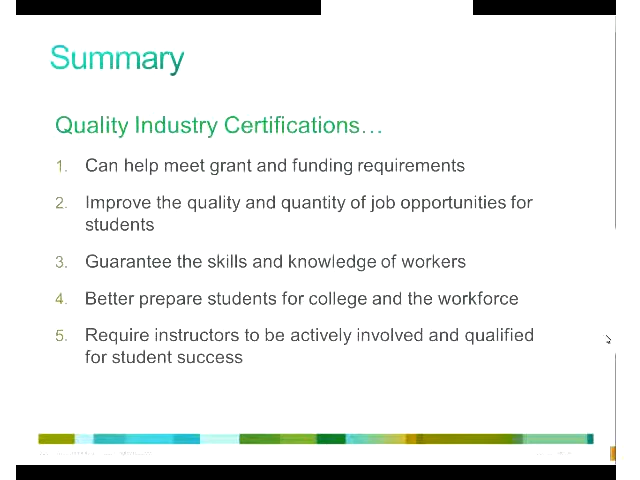 Summary
Quality Industry Certifications…
1. Can help meet grant and funding requirements
2. Improve the quality and quantity of job opportunities for
students
3. Guarantee the skills and knowledge of workers
4. Better prepare students for college and the workforce
5. Require instructors to be actively involved and qualified
for student success